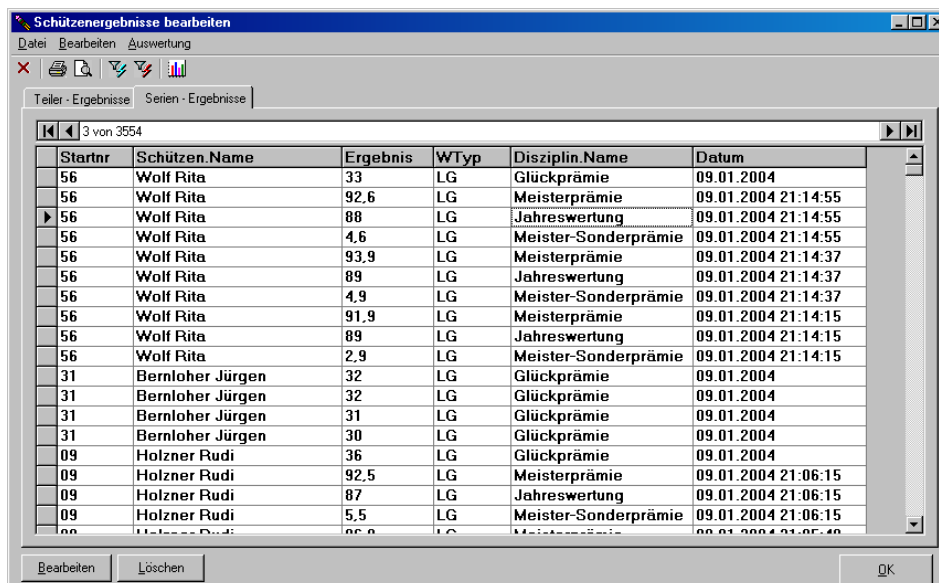 Schützenergebnisse bearbeiten
Datei Bearbeiten Auswertung
Teiler - Ergebnisse Serien - Ergebnisse
3 von 3554
Startnr Schützen.Name Ergebnis WTyp Disziplin.Name Datum
56 Wolf Rita 33 LG Glückprämie 09.01.2004
56 Wolf Rita 92,6 LG Meisterprämie 09.01.2004 21:14:55
56 Wolf Rita 88 LG Jahreswertung 09.01.2004 21:14:55
56 Wolf Rita 4,6 LG Meister-Sonderprämie 09.01.2004 21:14:55
56 Wolf Rita 93,9 LG Meisterprämie 09.01.2004 21:14:37
56 Wolf Rita 89 LG Jahreswertung 09.01.2004 21:14:37
56 Wolf Rita 4,9 LG Meister-Sonderprämie 09.01.2004 21:14:37
56 Wolf Rita 91,9 LG Meisterprämie 09.01.2004 21:14:15
56 Wolf Rita 89 LG Jahreswertung 09.01.2004 21:14:15
56 Wolf Rita 2,9 LG Meister-Sonderprämie 09.01.2004 21:14:15
31 Bernloher Jürgen 32 LG Glückprämie 09.01.2004
31 Bernloher Jürgen 32 LG Glückprämie 09.01.2004
31 Bernloher Jürgen 31 LG Glückprämie 09.01.2004
31 Bernloher Jürgen 30 LG Glückprämie 09.01.2004
09 Holzner Rudi 36 LG Glückprämie 09.01.2004
09 Holzner Rudi 92,5 LG Meisterprämie 09.01.2004 21:06:15
09 Holzner Rudi 87 LG Jahreswertung 09.01.2004 21:06:15
09 Holzner Rudi 5,5 LG Meister-Sonderprämie 09.01.2004 21:06:15
Bearbeiten Löschen OK